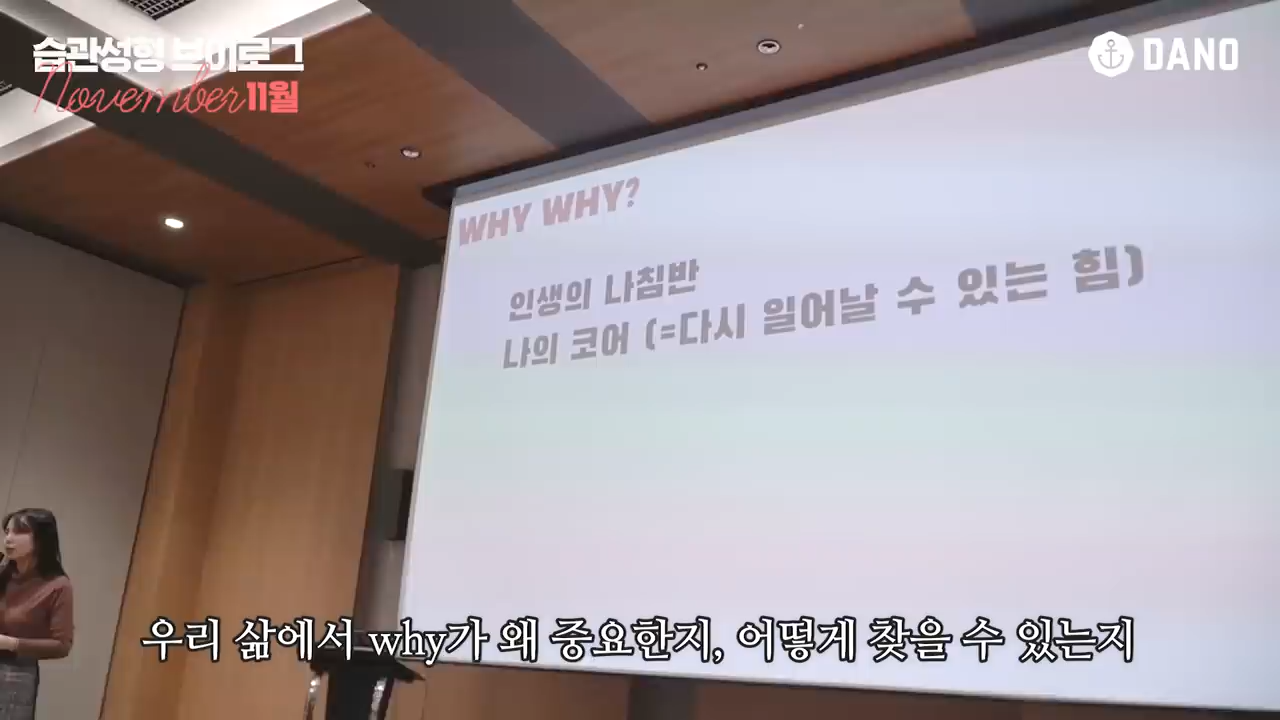 습관성형 브이로그
November 11월
DANO
WHY WHY?
인생의 나침반
나의 코어 (=다시 일어날 수 있는 힘)
우리 삶에서 why가 왜 중요한지, 어떻게 찾을 수 있는지